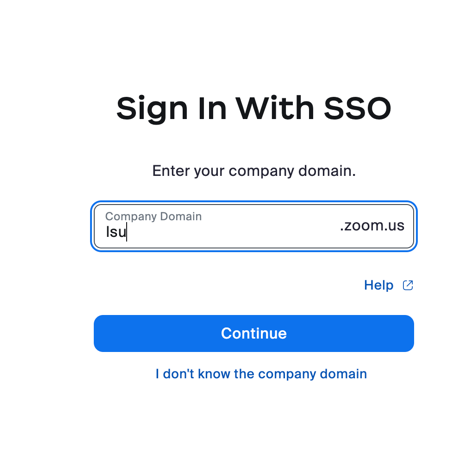 Sign In With SSO
Enter your company domain.
Company Domain
lsu
.zoom.us
Help
Continue
I don't know the company domain